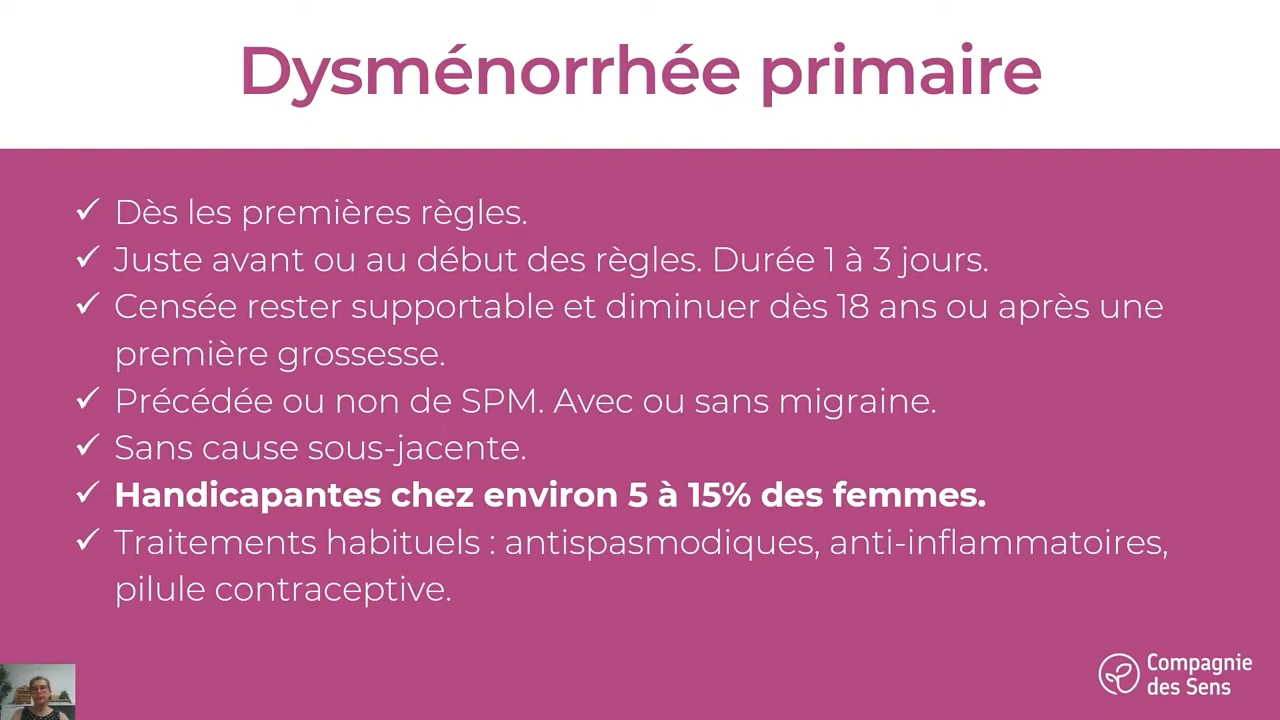 Dysménorrhée primaire
✓ Dès les premières règles.
✓ Juste avant ou au début des règles. Durée 1 à 3 jours.
✓ Censée rester supportable et diminuer dès 18 ans ou après une
première grossesse.
✓ Précédée ou non de SPM. Avec ou sans migraine.
✓ Sans cause sous-jacente.
✓ Handicapantes chez environ 5 à 15% des femmes.
✓ Traitements habituels : antispasmodiques, anti-inflammatoires,
pilule contraceptive.
Compagnie
des Sens